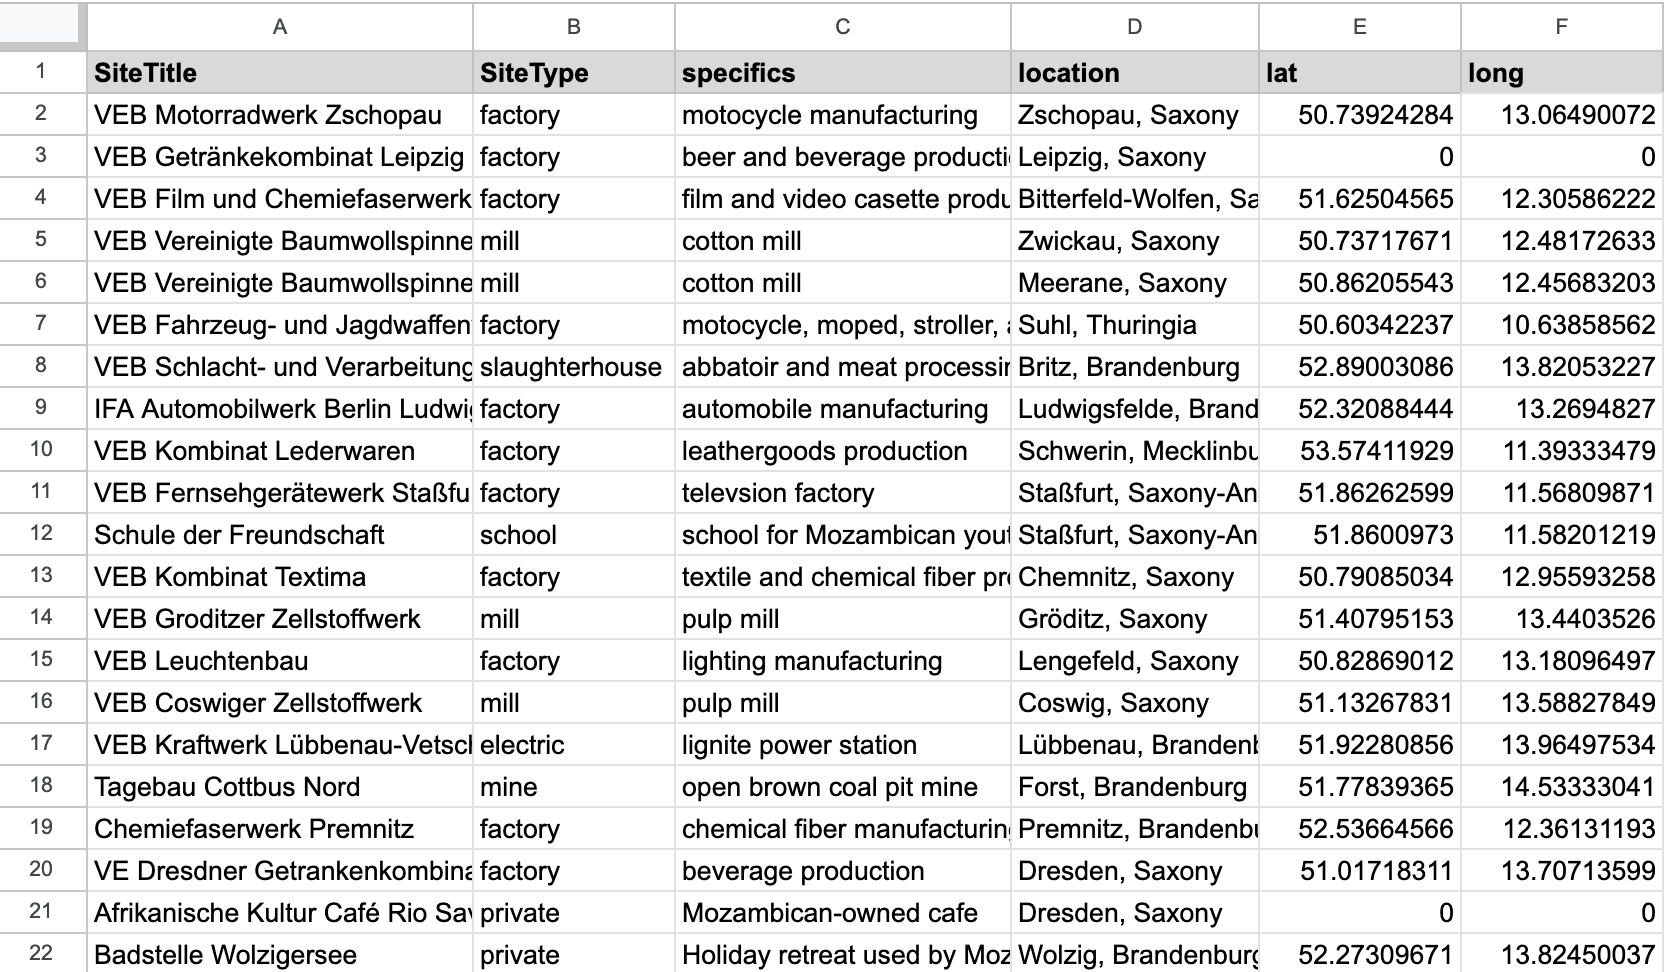 A B C D E F
1 SiteTitle SiteType specifics location lat long
2 VEB Motorradwerk Zschopau factory motocycle manufacturing Zschopau, Saxony 50.73924284 13.06490072
3 VEB Getränkekombinat Leipzig factory beer and beverage producti Leipzig, Saxony 0 0
4 VEB Film und Chemiefaserwerk factory film and video casette produ Bitterfeld-Wolfen, Sa 51.62504565 12.30586222
5 VEB Vereinigte Baumwollspinne mill cotton mill Zwickau, Saxony 50.73717671 12.48172633
6 VEB Vereinigte Baumwollspinne mill cotton mill Meerane, Saxony 50.86205543 12.45683203
7 VEB Fahrzeug- und Jagdwaffen factory motocycle, moped, stroller, Suhl, Thuringia 50.60342237 10.63858562
8 VEB Schlacht- und Verarbeitung slaughterhouse abbatoir and meat processin Britz, Brandenburg 52.89003086 13.82053227
9 IFA Automobilwerk Berlin Ludwig factory automobile manufacturing Ludwigsfelde, Brand 52.32088444 13.2694827
10 VEB Kombinat Lederwaren factory leathergoods production Schwerin, Mecklinbu 53.57411929 11.39333479
11 VEB Fernsehgerätewerk Staßfu factory televsion factory Staßfurt, Saxony-An 51.86262599 11.56809871
12 Schule der Freundschaft school school for Mozambican yout Staßfurt, Saxony-An 51.8600973 11.58201219
13 VEB Kombinat Textima factory textile and chemical fiber pro Chemnitz, Saxony 50.79085034 12.95593258
14 VEB Groditzer Zellstoffwerk mill pulp mill Gröditz, Saxony 51.40795153 13.4403526
15 VEB Leuchtenbau factory lighting manufacturing Lengefeld, Saxony 50.82869012 13.18096497
16 VEB Coswiger Zellstoffwerk mill pulp mill Coswig, Saxony 51.13267831 13.58827849
17 VEB Kraftwerk Lübbenau-Vetsch electric lignite power station Lübbenau, Brandenb 51.92280856 13.96497534
18 Tagebau Cottbus Nord mine open brown coal pit mine Forst, Brandenburg 51.77839365 14.53333041
19 Chemiefaserwerk Premnitz factory chemical fiber manufacturing Premnitz, Brandenbu 52.53664566 12.36131193
20 VE Dresdner Getrankenkombina factory beverage production Dresden, Saxony 51.01718311 13.70713599
21 Afrikanische Kultur Café Rio Sav private Mozambican-owned cafe Dresden, Saxony 0 0
22 Badstelle Wolzigersee private Holiday retreat used by Moz Wolzig, Brandenburg 52.27309671 13.82450037